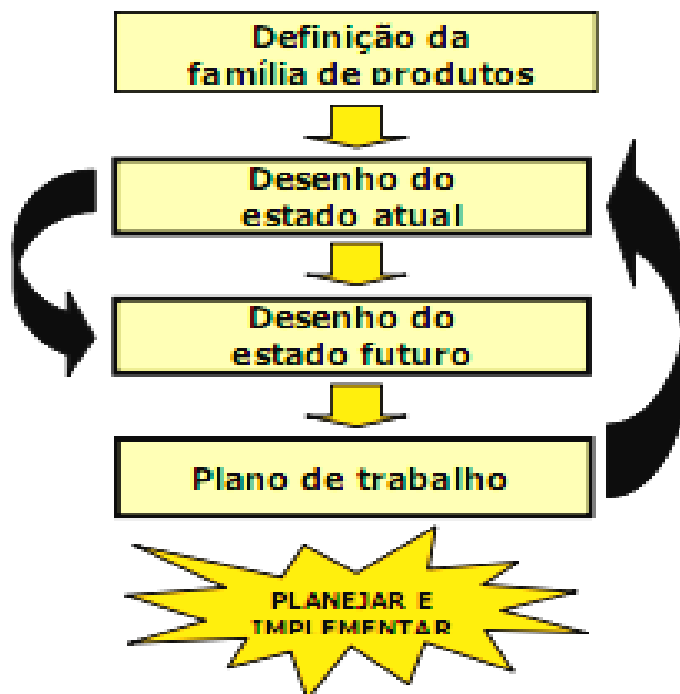 Definição da
família de produtos
Desenho do
estado atual
Desenho do
estado futuro
Plano de trabalho
PLANEJAR E
IMPLEMENTAR